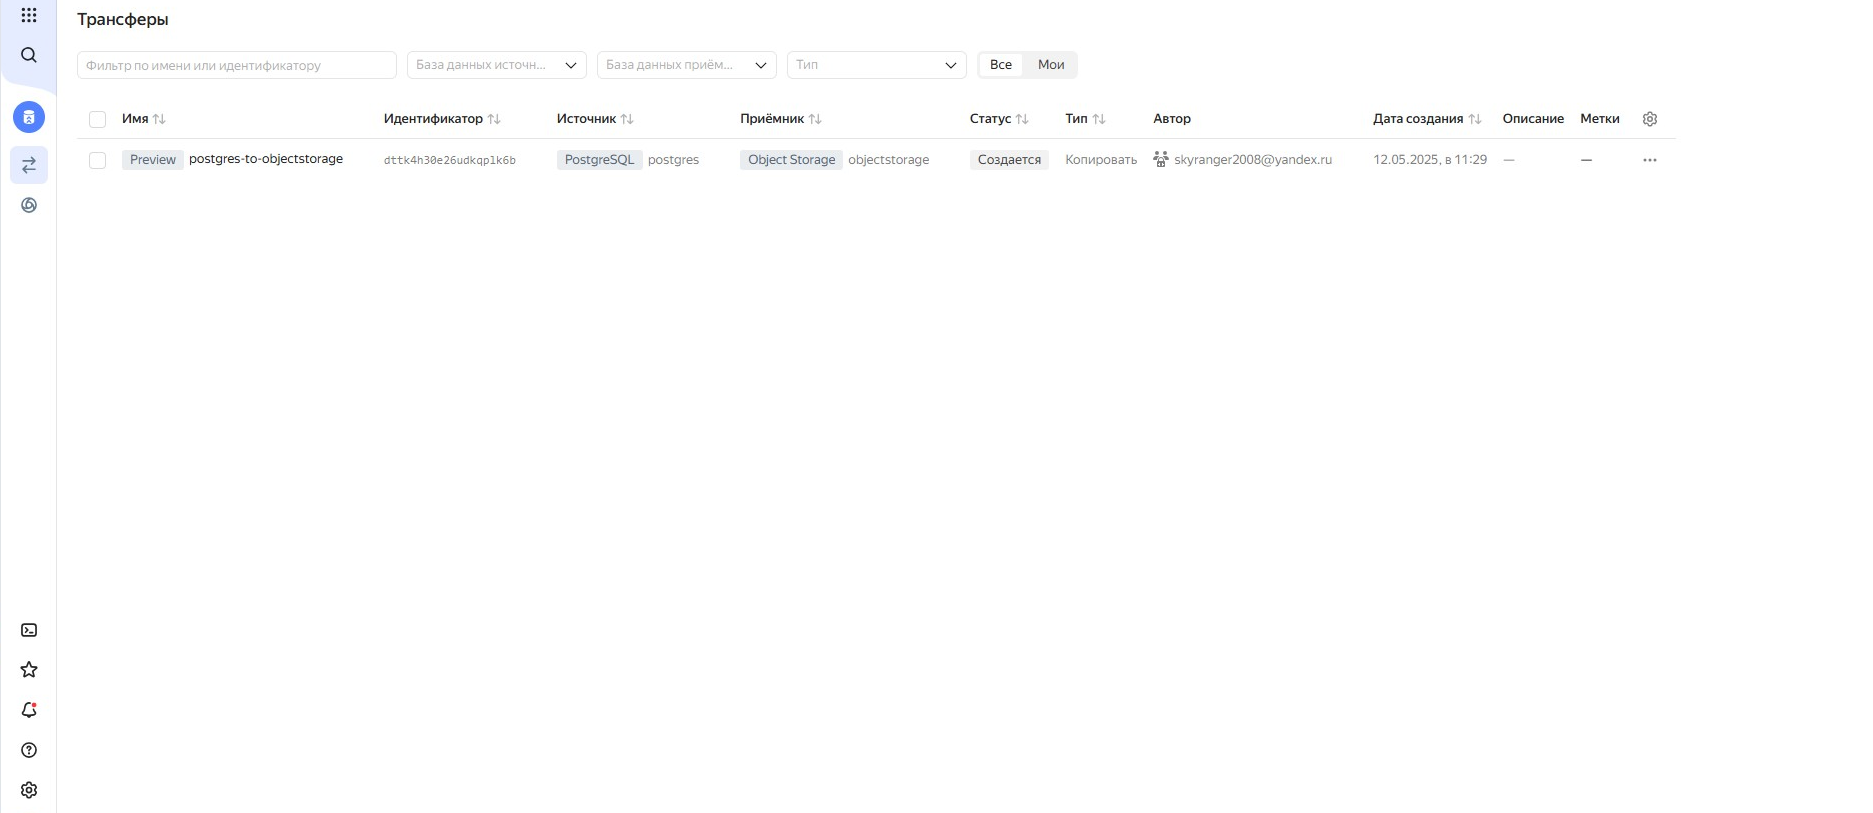 Трансферы
Фильтр по имени или идентификатору База данных источн... База данных приём... Тип Все Мои
Имя Идентификатор Источник Приёмник Статус Тип Автор Дата создания Описание Метки
Preview postgres-to-objectstorage dttk4h30e26udkqplk6b PostgreSQL postgres Object Storage objectstorage Создается Копировать skyranger2008@yandex.ru 12.05.2025, в 11:29 — —